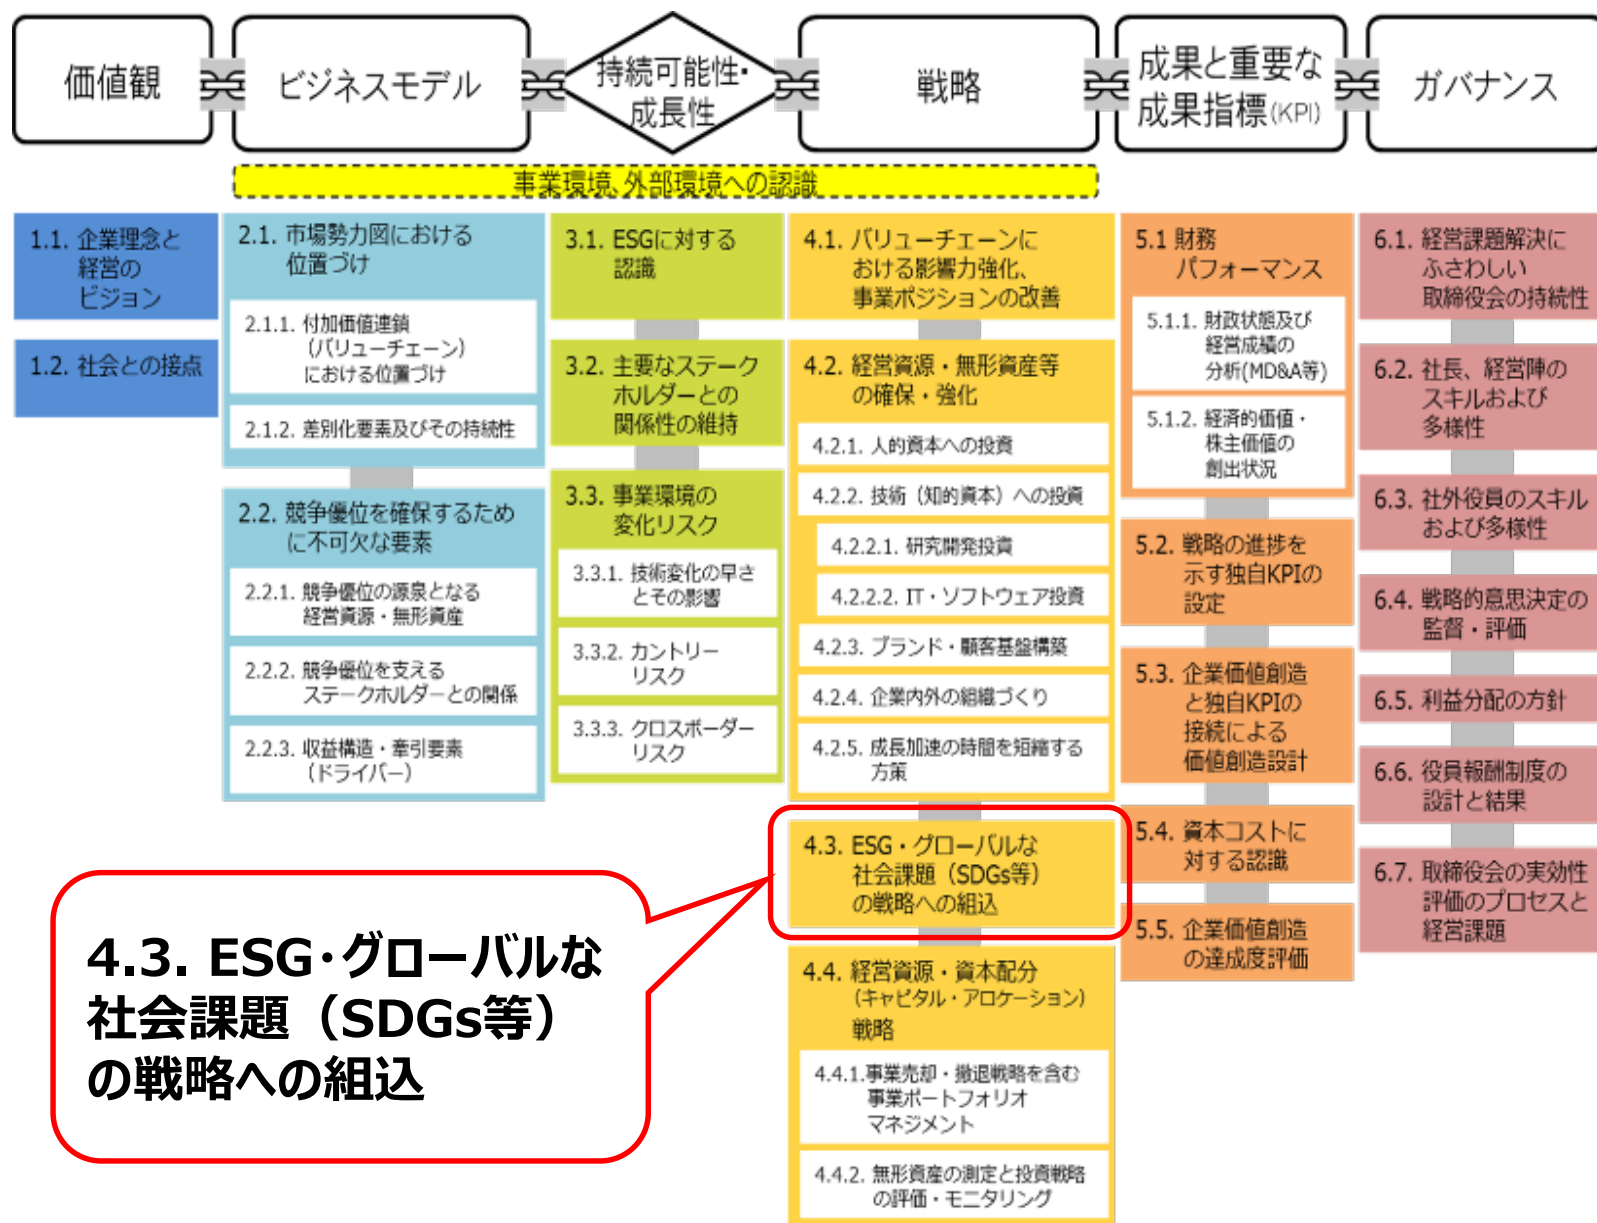 価値観
ビジネスモデル
持続可能性・
成長性
戦略
成果と重要な
成果指標(KPI)
ガバナンス
事業環境、外部環境への認識
1.1. 企業理念と
経営の
ビジョン
1.2. 社会との接点
2.1. 市場勢力図における
位置づけ
2.1.1. 付加価値連鎖
（バリューチェーン）
における位置づけ
2.1.2. 差別化要素及びその持続性
2.2. 競争優位を確保するため
に不可欠な要素
2.2.1. 競争優位の源泉となる
経営資源・無形資産
2.2.2. 競争優位を支える
ステークホルダーとの関係
2.2.3. 収益構造・牽引要素
（ドライバー）
3.1. ESGに対する
認識
3.2. 主要なステーク
ホルダーとの
関係性の維持
3.3. 事業環境の
変化リスク
3.3.1. 技術変化の早さ
とその影響
3.3.2. カントリー
リスク
3.3.3. クロスボーダー
リスク
4.1. バリューチェーンに
おける影響力強化、
事業ポジションの改善
4.2. 経営資源・無形資産等
の確保・強化
4.2.1. 人的資本への投資
4.2.2. 技術（知的資本）への投資
4.2.2.1. 研究開発投資
4.2.2.2. IT・ソフトウェア投資
4.2.3. ブランド・顧客基盤構築
4.2.4. 企業内外の組織づくり
4.2.5. 成長加速の時間を短縮する
方策
4.3. ESG・グローバルな
社会課題（SDGs等）
の戦略への組込
4.4. 経営資源・資本配分
（キャピタル・アロケーション）
戦略
4.4.1.事業売却・撤退戦略を含む
事業ポートフォリオ
マネジメント
4.4.2. 無形資産の測定と投資戦略
の評価・モニタリング
5.1 財務
パフォーマンス
5.1.1. 財政状態及び
経営成績の
分析(MD&A等)
5.1.2. 経済的価値・
株主価値の
創出状況
5.2. 戦略の進捗を
示す独自KPIの
設定
5.3. 企業価値創造
と独自KPIの
接続による
価値創造設計
5.4. 資本コストに
対する認識
5.5. 企業価値創造
の達成度評価
6.1. 経営課題解決に
ふさわしい
取締役会の持続性
6.2. 社長、経営陣の
スキルおよび
多様性
6.3. 社外役員のスキル
および多様性
6.4. 戦略的意思決定の
監督・評価
6.5. 利益分配の方針
6.6. 役員報酬制度の
設計と結果
6.7. 取締役会の実効性
評価のプロセスと
経営課題
4.3. ESG・グローバルな
社会課題（SDGs等）
の戦略への組込